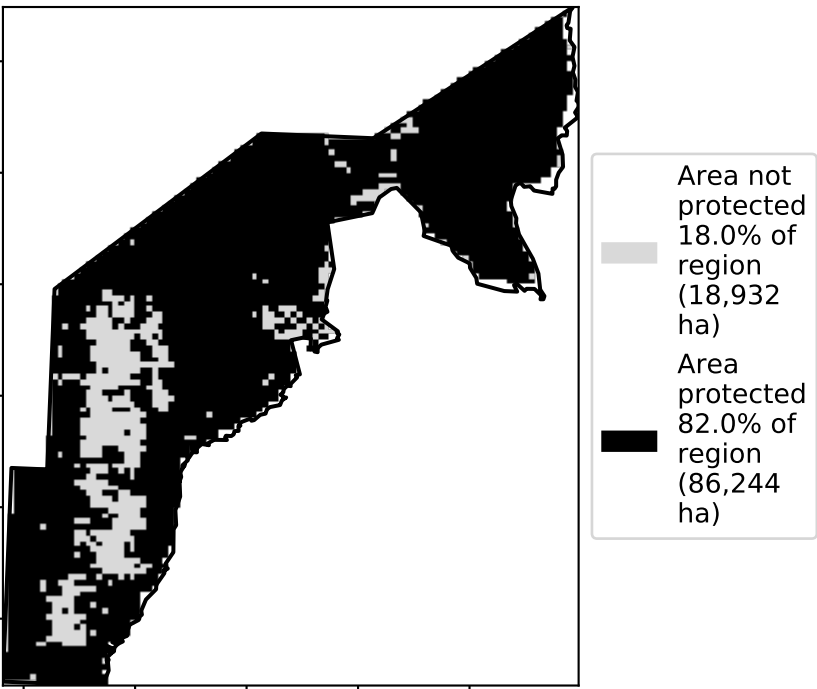 Area not
protected
18.0% of
region
(18,932
ha)
Area
protected
82.0% of
region
(86,244
ha)